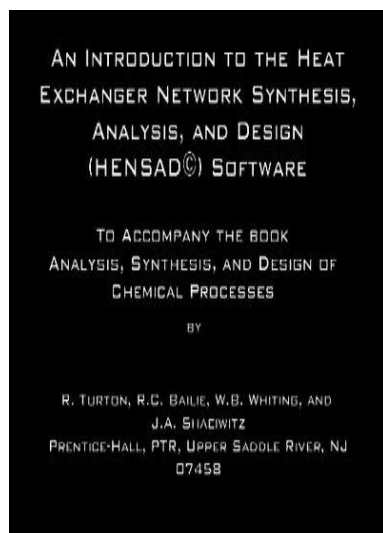 An Introduction to the Heat
Exchanger Network Synthesis,
Analysis, and Design
(HENSAD©) Software
To Accompany the book
Analysis, Synthesis, and Design of
Chemical Processes
by
R. Turton, R.C. Bailie, W.B. Whiting, and
J.A. Shaeiwitz
Prentice-Hall, PTR, Upper Saddle River, NJ
07458